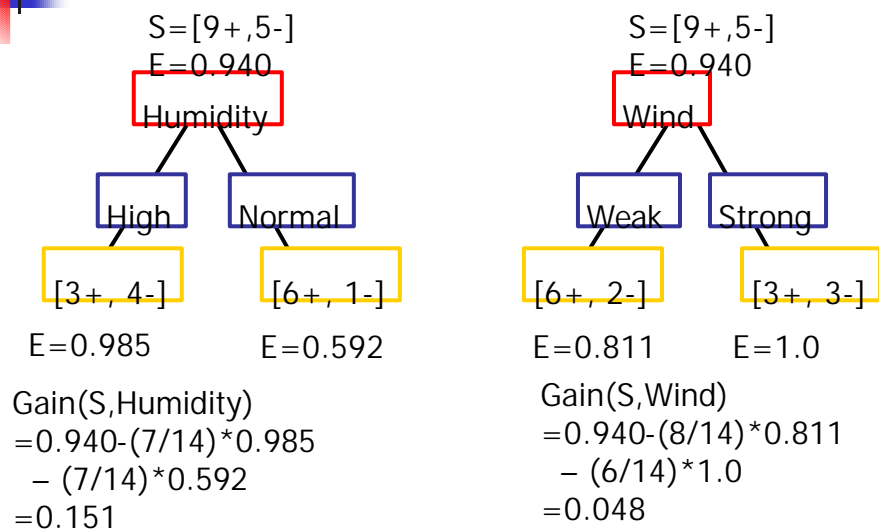 S=[9+,5-]
E=0.940
Humidity
High Normal
[3+, 4-] [6+, 1-]
E=0.985 E=0.592
Gain(S,Humidity)
=0.940-(7/14)*0.985
– (7/14)*0.592
=0.151
S=[9+,5-]
E=0.940
Wind
Weak Strong
[6+, 2-] [3+, 3-]
E=0.811 E=1.0
Gain(S,Wind)
=0.940-(8/14)*0.811
– (6/14)*1.0
=0.048